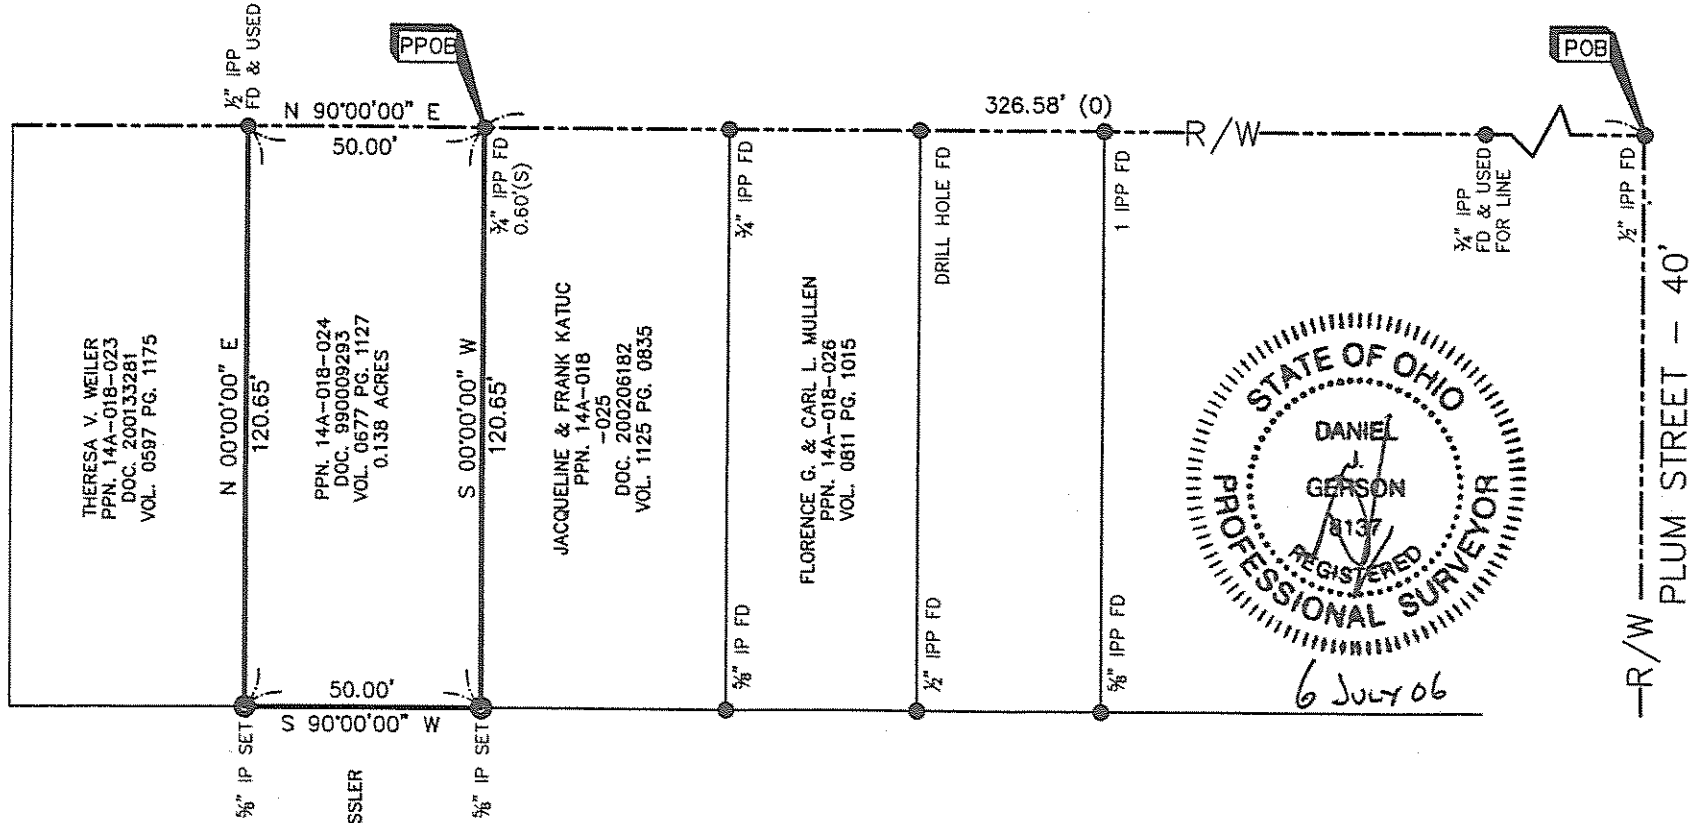 ½" IPP
FD & USED
PPOB
N 90°00'00" E
50.00'
¾" IPP FD
0.60'(S)
¾" IPP FD
DRILL HOLE FD
326.58' (O)
1 IPP FD
R/W
¾" IPP
FD & USED
FOR LINE
POB
½" IPP FD
THERESA V. WEILER
PPN. 14A-018-023
DOC. 200133281
VOL. 0597 PG. 1175
N 00°00'00" E
120.65'
PPN. 14A-018-024
DOC. 990009293
VOL. 0677 PG. 1127
0.138 ACRES
S 00°00'00" W
120.65'
JACQUELINE & FRANK KATUC
PPN. 14A-018
-025
DOC. 200206182
VOL. 1125 PG. 0835
FLORENCE G. & CARL L. MULLEN
PPN. 14A-018-026
VOL. 0811 PG. 1015
STATE OF OHIO
DANIEL
J.
GERSON
8137
REGISTERED
PROFESSIONAL SURVEYOR
6 JULY 06
⅝" IP SET
50.00'
S 90°00'00" W
⅝" IP SET
SSLER
⅝" IP FD
½" IPP FD
⅝" IPP FD
R/W
PLUM STREET - 40'